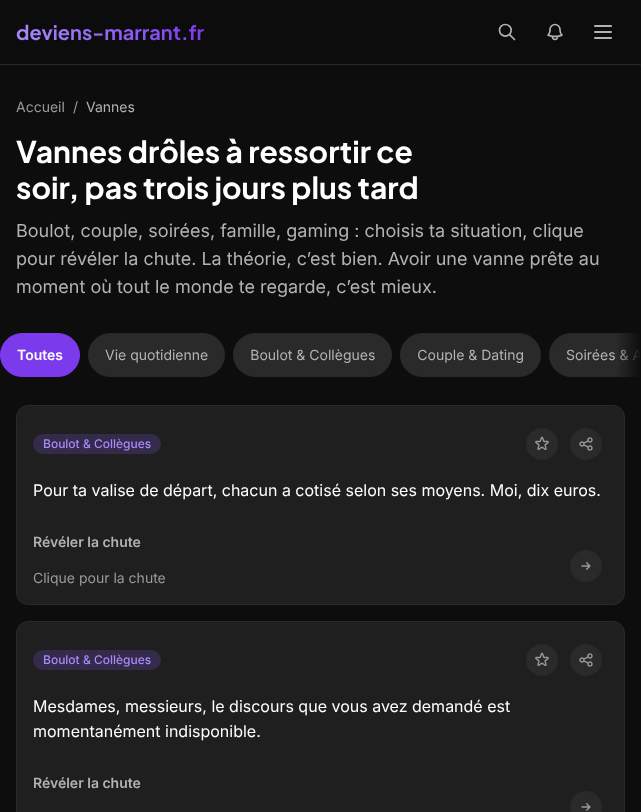 deviens-marrant.fr
Accueil / Vannes
Vannes drôles à ressortir ce
soir, pas trois jours plus tard
Boulot, couple, soirées, famille, gaming : choisis ta situation, clique
pour révéler la chute. La théorie, c’est bien. Avoir une vanne prête au
moment où tout le monde te regarde, c’est mieux.
Toutes Vie quotidienne Boulot & Collègues Couple & Dating Soirées &
Boulot & Collègues
Pour ta valise de départ, chacun a cotisé selon ses moyens. Moi, dix euros.
Révéler la chute
Clique pour la chute
Boulot & Collègues
Mesdames, messieurs, le discours que vous avez demandé est
momentanément indisponible.
Révéler la chute